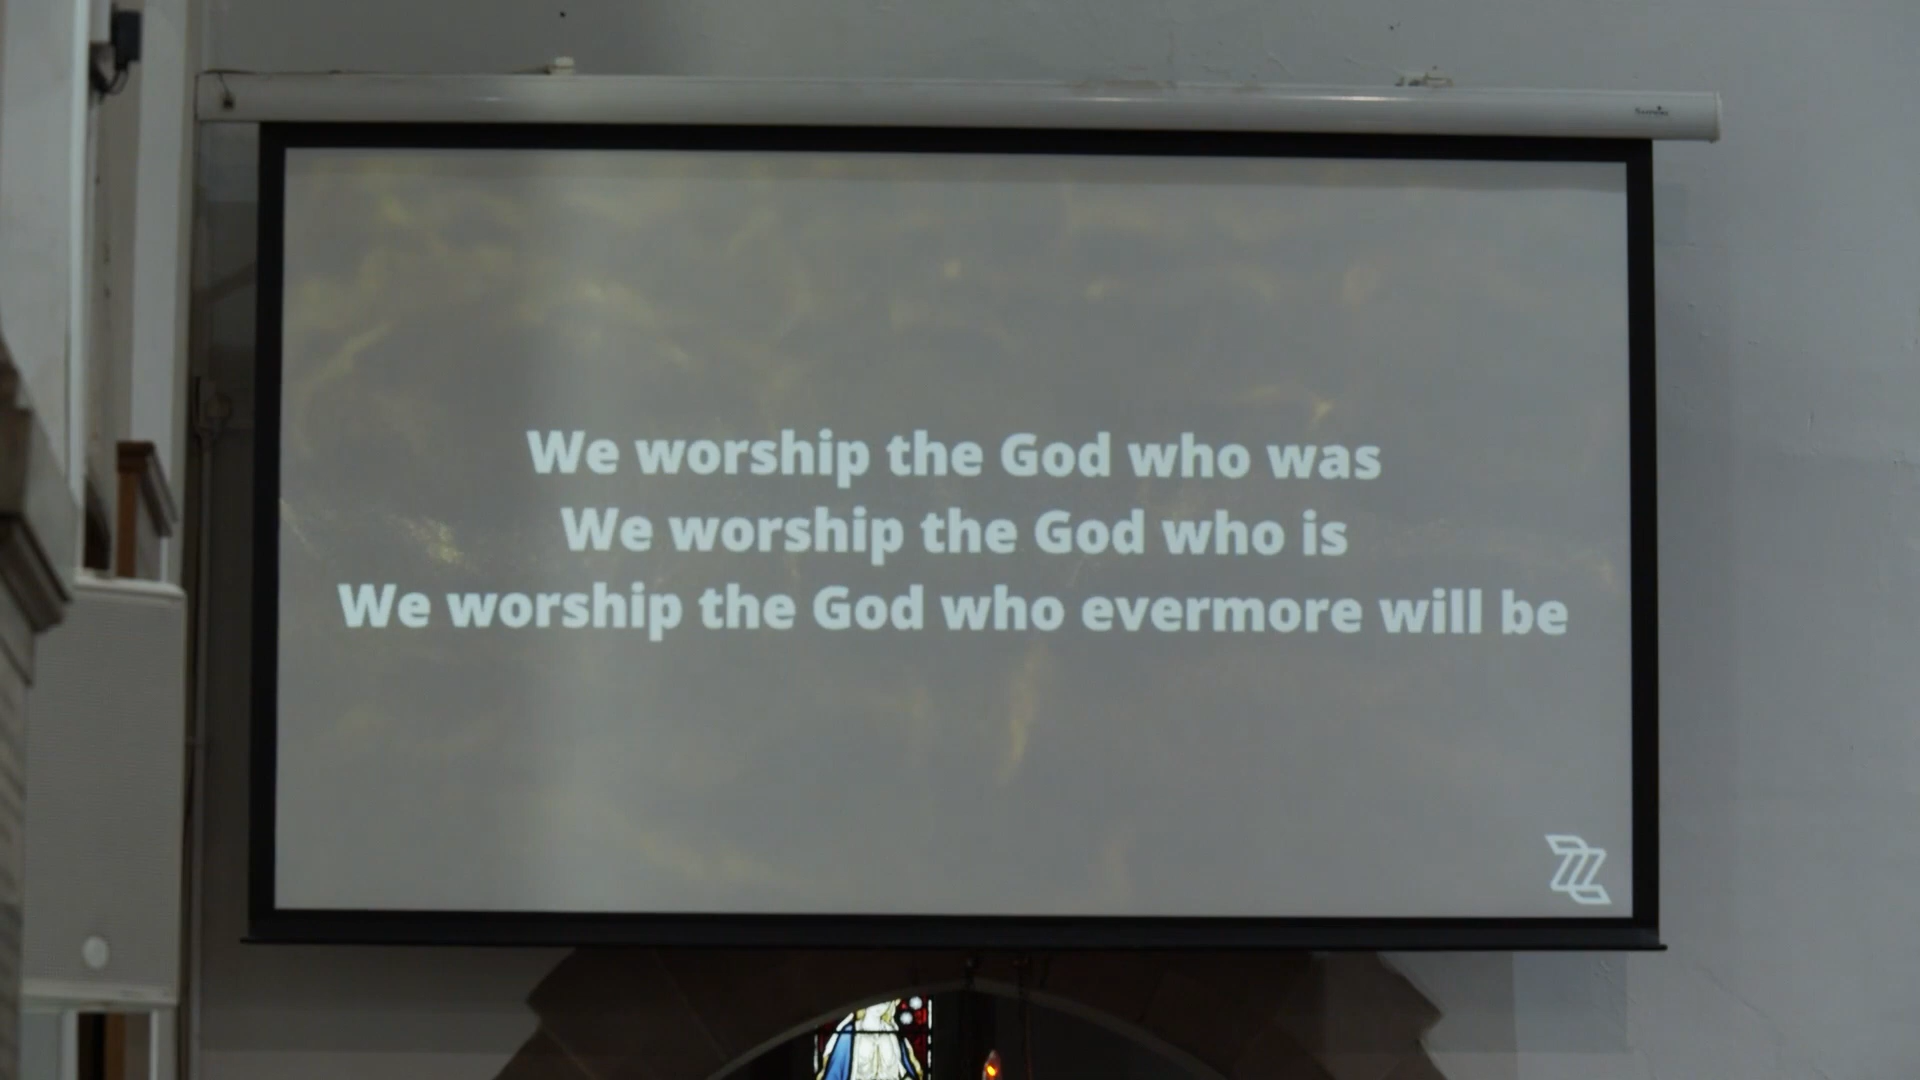 We worship the God who was
We worship the God who is
We worship the God who evermore will be